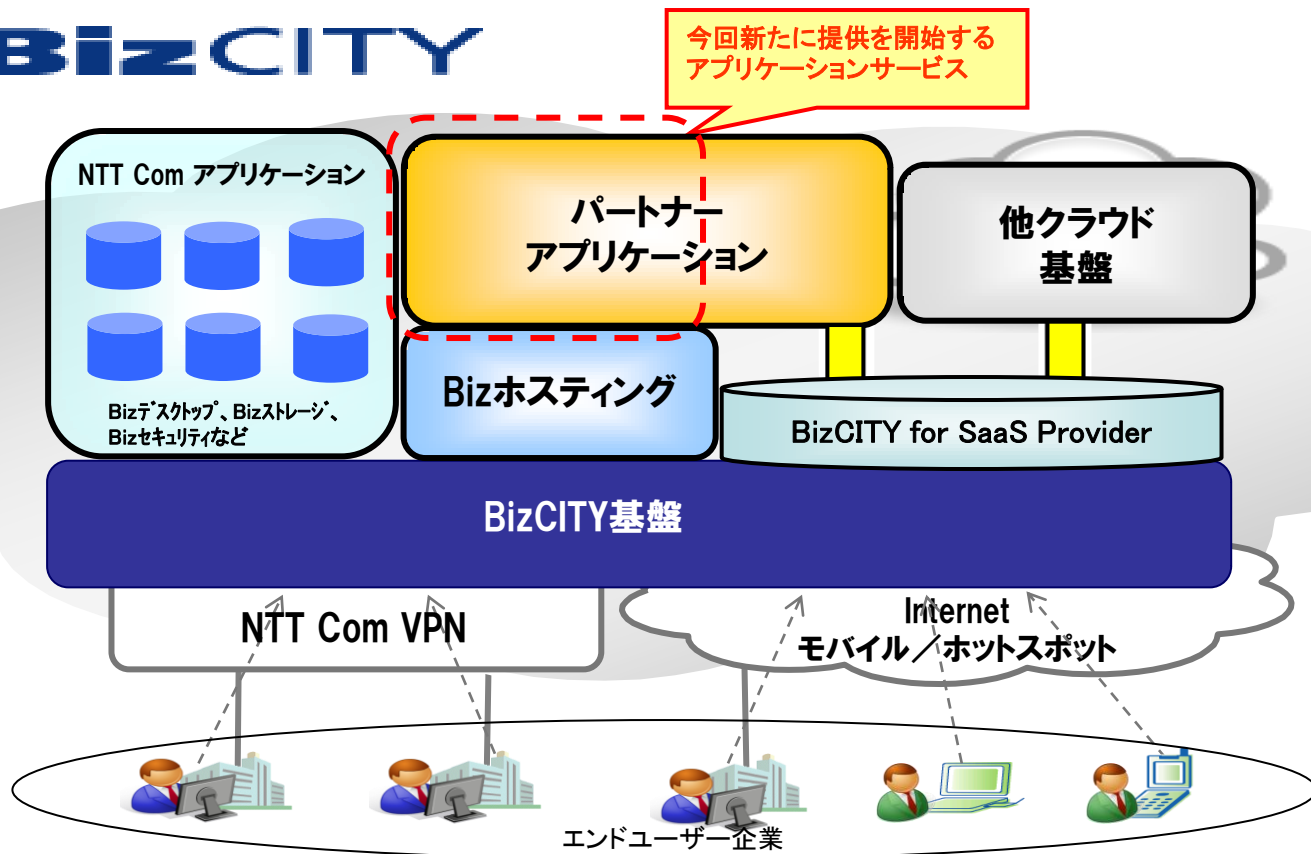 BizCITY
今回新たに提供を開始する
アプリケーションサービス
NTT Com アプリケーション
Bizデスクトップ、Bizストレージ、
Bizセキュリティなど
パートナー
アプリケーション
他クラウド
基盤
Bizホスティング
BizCITY for SaaS Provider
BizCITY基盤
NTT Com VPN
Internet
モバイル／ホットスポット
エンドユーザー企業